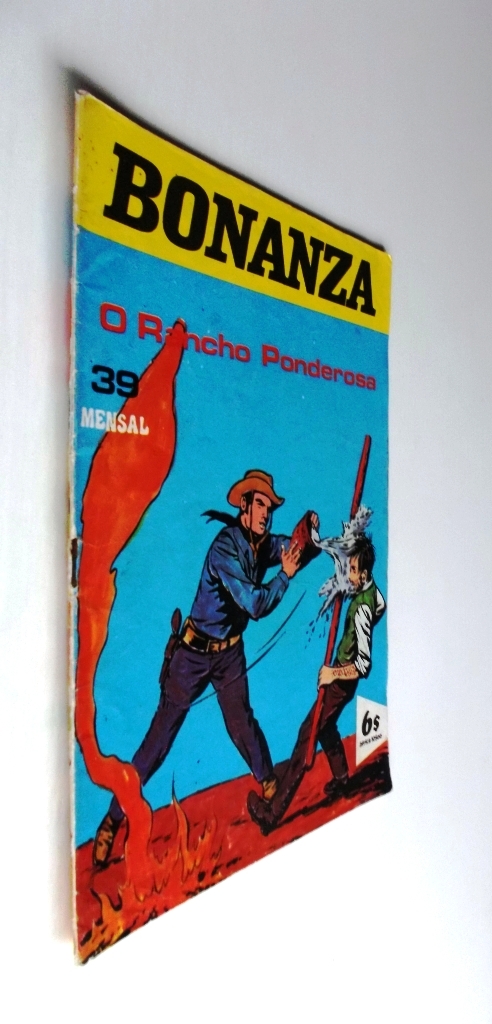 BONANZA
O Rancho Ponderosa
39
MENSAL
6$